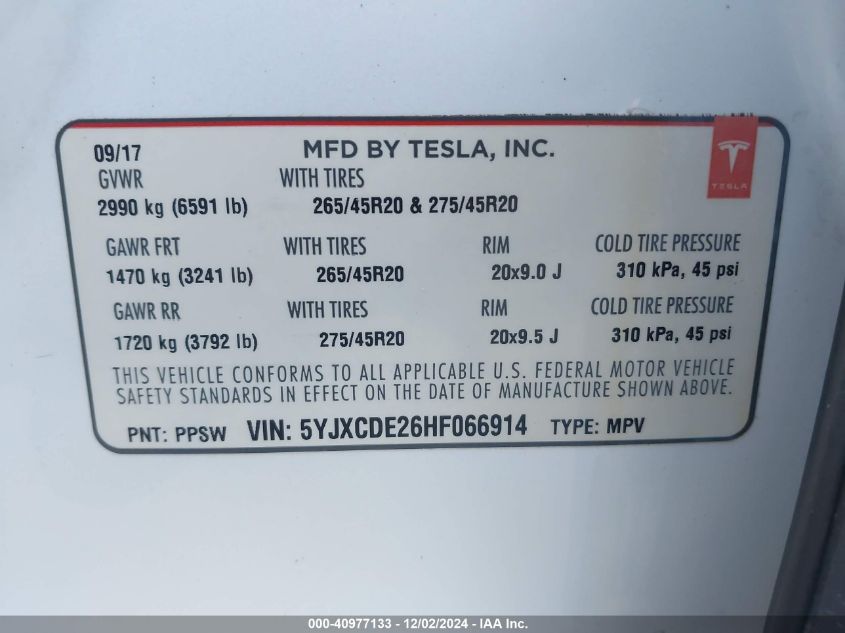 09/17 MFD BY TESLA, INC.
TESLA
GVWR WITH TIRES
2990 kg (6591 lb) 265/45R20 & 275/45R20
GAWR FRT WITH TIRES RIM COLD TIRE PRESSURE
1470 kg (3241 lb) 265/45R20 20x9.0 J 310 kPa, 45 psi
GAWR RR WITH TIRES RIM COLD TIRE PRESSURE
1720 kg (3792 lb) 275/45R20 20x9.5 J 310 kPa, 45 psi
THIS VEHICLE CONFORMS TO ALL APPLICABLE U.S. FEDERAL MOTOR VEHICLE
SAFETY STANDARDS IN EFFECT ON THE DATE OF MANUFACTURE SHOWN ABOVE.
PNT: PPSW VIN: 5YJXCDE26HF066914 TYPE: MPV
000-40977133 - 12/02/2024 - IAA Inc.